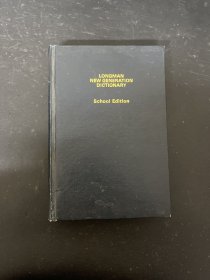 LONGMAN
NEW GENERATION
DICTIONARY
School Edition